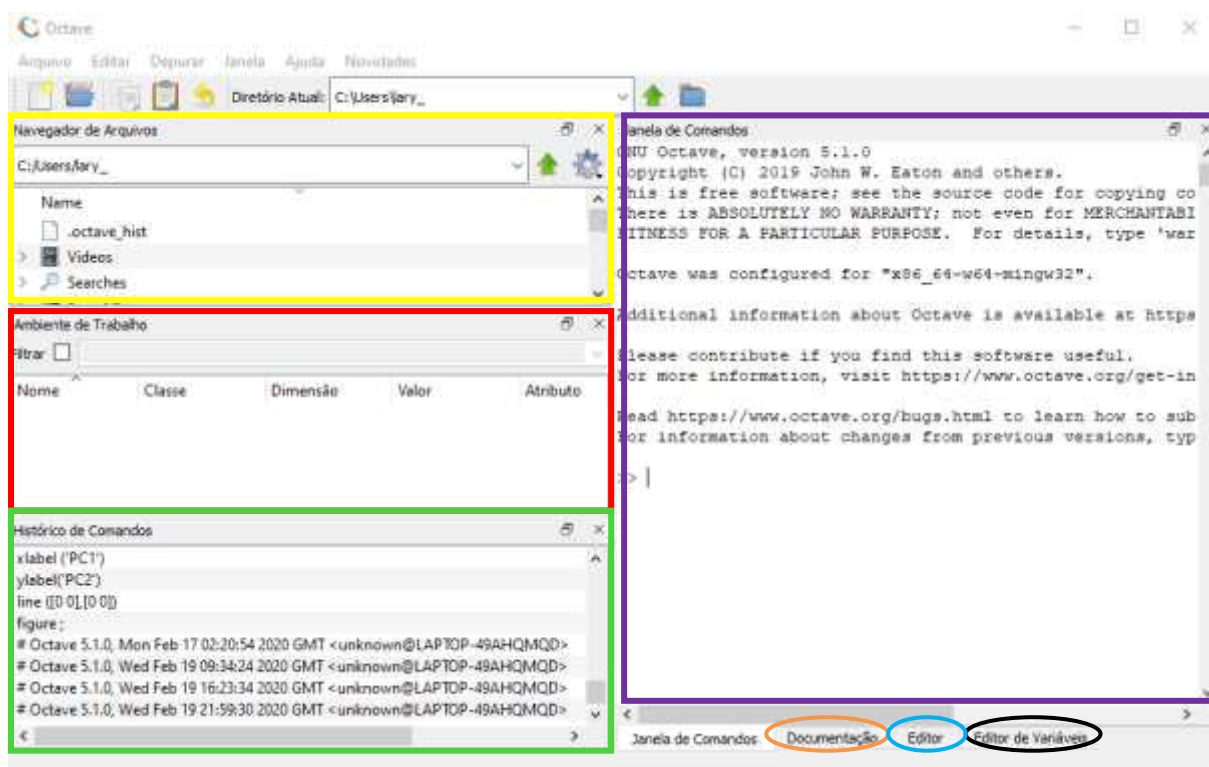 Octave
Arquivo Editar Depurar Janela Ajuda Novidades
Diretório Atual: C:\Users\lary_
Navegador de Arquivos
C:/Users/lary_
Name
.octave_hist
Videos
Searches
Ambiente de Trabalho
Filtrar
Nome Classe Dimensão Valor Atributo
Histórico de Comandos
xlabel ('PC1')
ylabel('PC2')
line ([0 0],[0 0])
figure ;
# Octave 5.1.0, Mon Feb 17 02:20:54 2020 GMT <unknown@LAPTOP-49AHQMQD>
# Octave 5.1.0, Wed Feb 19 09:34:24 2020 GMT <unknown@LAPTOP-49AHQMQD>
# Octave 5.1.0, Wed Feb 19 16:23:34 2020 GMT <unknown@LAPTOP-49AHQMQD>
# Octave 5.1.0, Wed Feb 19 21:59:30 2020 GMT <unknown@LAPTOP-49AHQMQD>
Janela de Comandos
GNU Octave, version 5.1.0
Copyright (C) 2019 John W. Eaton and others.
This is free software; see the source code for copying co
There is ABSOLUTELY NO WARRANTY; not even for MERCHANTABI
FITNESS FOR A PARTICULAR PURPOSE. For details, type 'war
Octave was configured for "x86_64-w64-mingw32".
Additional information about Octave is available at https
Please contribute if you find this software useful.
For more information, visit https://www.octave.org/get-in
Read https://www.octave.org/bugs.html to learn how to sub
For information about changes from previous versions, typ
>>
Janela de Comandos Documentação Editor Editor de Variáveis